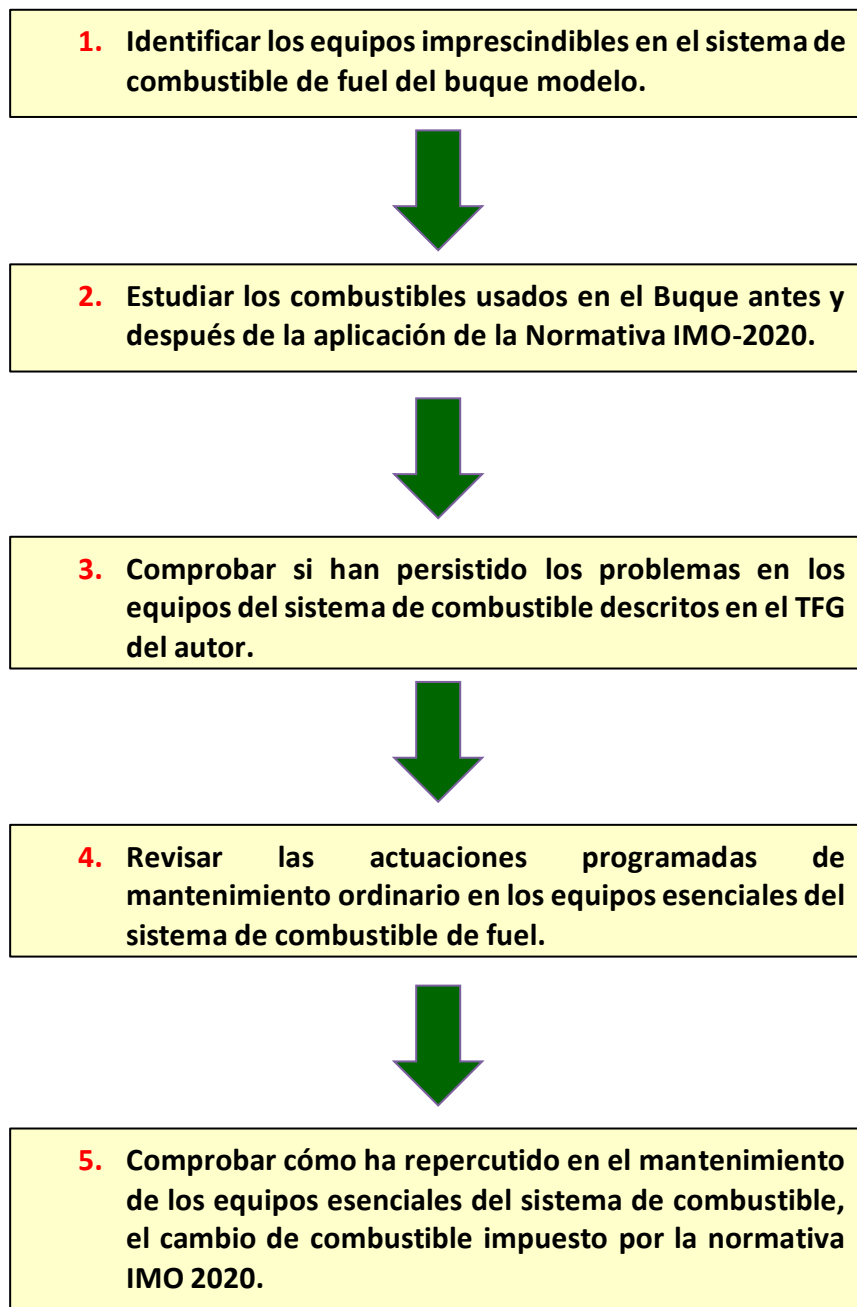 1. Identificar los equipos imprescindibles en el sistema de
combustible de fuel del buque modelo.
2. Estudiar los combustibles usados en el Buque antes y
después de la aplicación de la Normativa IMO-2020.
3. Comprobar si han persistido los problemas en los
equipos del sistema de combustible descritos en el TFG
del autor.
4. Revisar las actuaciones programadas de
mantenimiento ordinario en los equipos esenciales del
sistema de combustible de fuel.
5. Comprobar cómo ha repercutido en el mantenimiento
de los equipos esenciales del sistema de combustible,
el cambio de combustible impuesto por la normativa
IMO 2020.